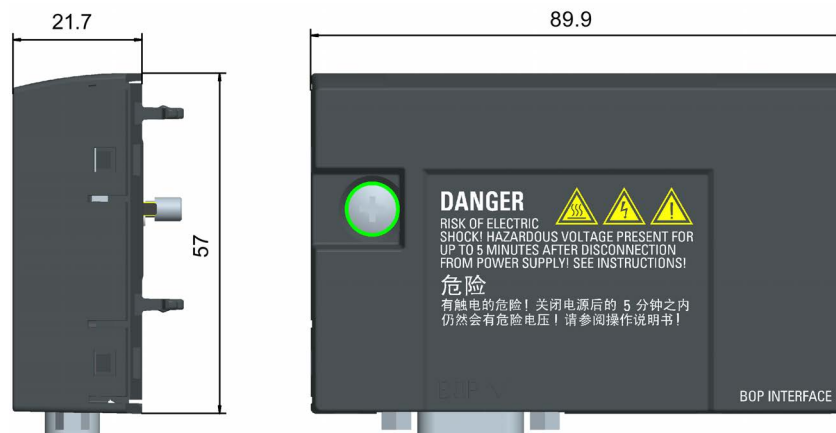 21.7
89.9
57
DANGER
RISK OF ELECTRIC
SHOCK! HAZARDOUS VOLTAGE PRESENT FOR
UP TO 5 MINUTES AFTER DISCONNECTION
FROM POWER SUPPLY! SEE INSTRUCTIONS!
危险
有触电的危险！关闭电源后的 5 分钟之内
仍然会有危险电压！请参阅操作说明书！
BOP
BOP INTERFACE